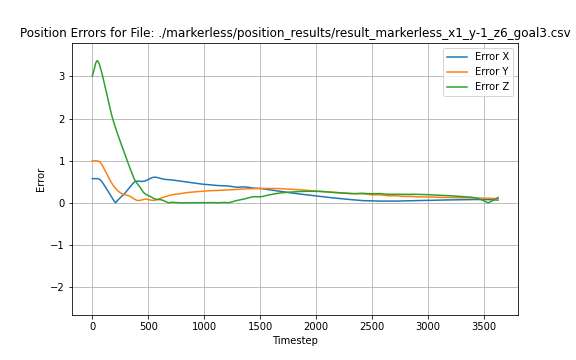 Position Errors for File: ./markerless/position_results/result_markerless_x1_y-1_z6_goal3.csv
Error X
Error Y
Error Z
3
2
1
0
−1
−2
Error
0
500
1000
1500
2000
2500
3000
3500
Timestep